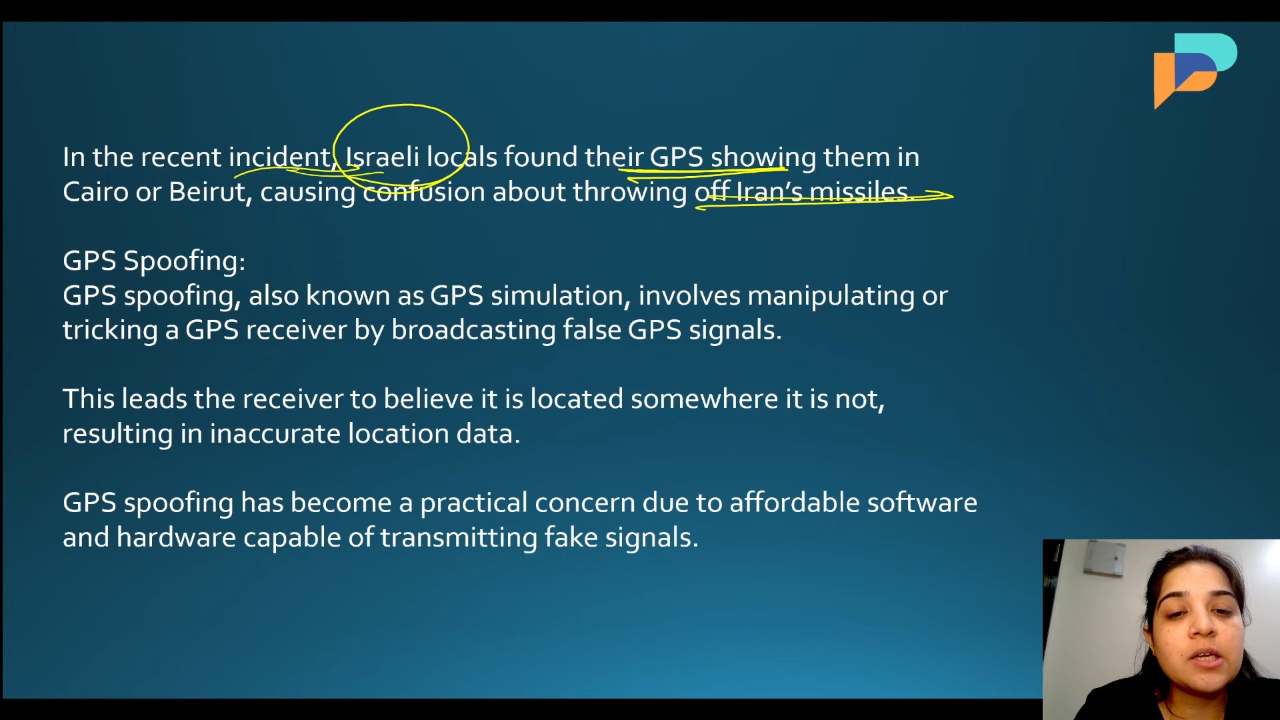 In the recent incident, Israeli locals found their GPS showing them in
Cairo or Beirut, causing confusion about throwing off Iran's missiles.
GPS Spoofing:
GPS spoofing, also known as GPS simulation, involves manipulating or
tricking a GPS receiver by broadcasting false GPS signals.
This leads the receiver to believe it is located somewhere it is not,
resulting in inaccurate location data.
GPS spoofing has become a practical concern due to affordable software
and hardware capable of transmitting fake signals.